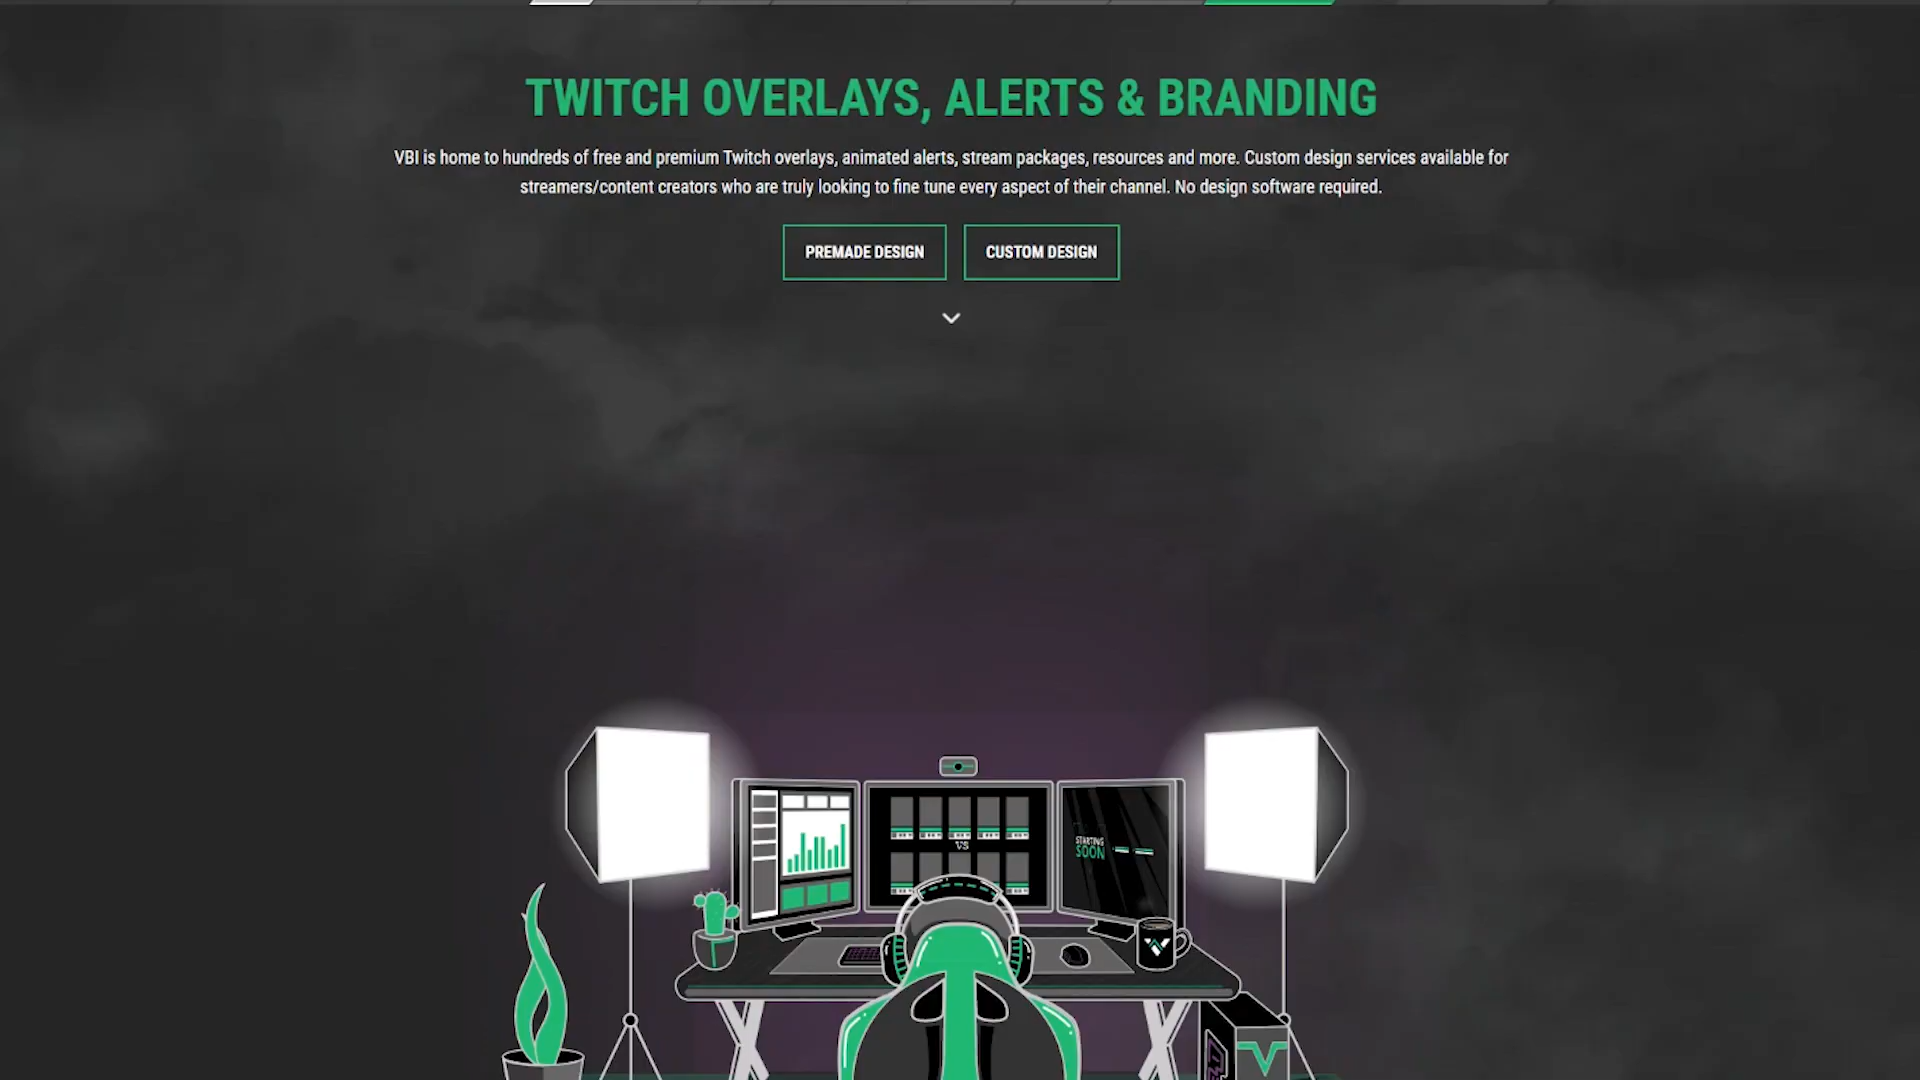 TWITCH OVERLAYS, ALERTS & BRANDING
VBI is home to hundreds of free and premium Twitch overlays, animated alerts, stream packages, resources and more. Custom design services available for
streamers/content creators who are truly looking to fine tune every aspect of their channel. No design software required.
PREMADE DESIGN
CUSTOM DESIGN
VS
STARTING
SOON